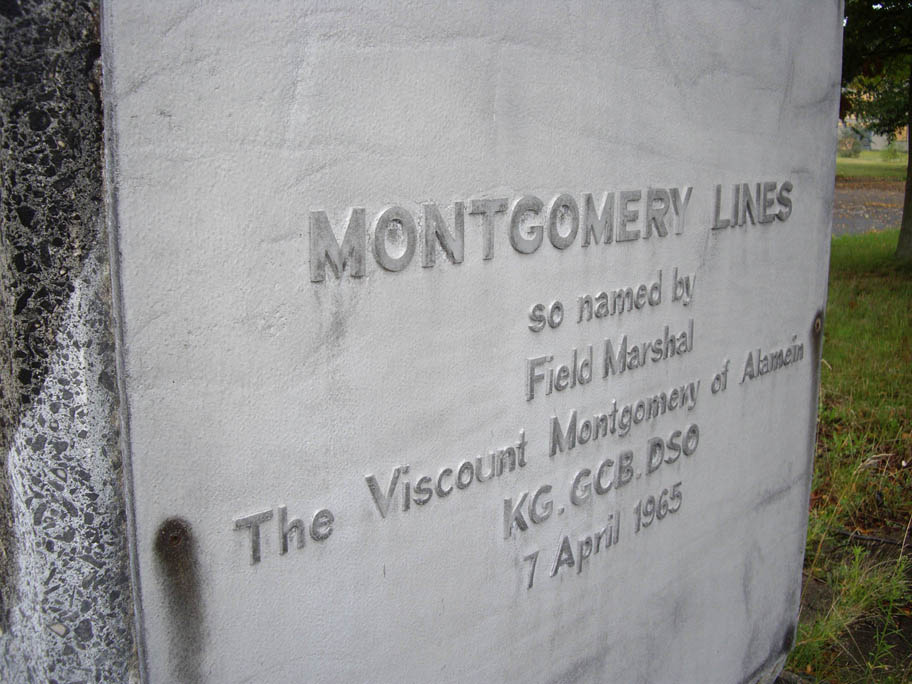 MONTGOMERY LINES
so named by
Field Marshal
The Viscount Montgomery of Alamein
KG. GCB. DSO
7 April 1965